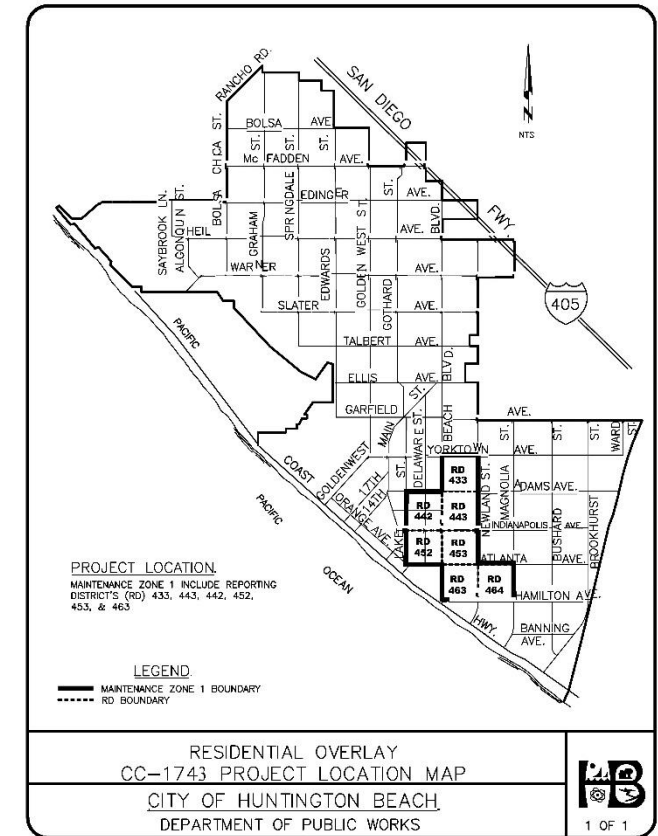 RANCHO RD.
SAN DIEGO
FWY.
405
NTS
BOLSA AVE.
Mc FADDEN AVE.
EDINGER AVE.
HEIL AVE.
WARNER AVE.
SLATER AVE.
TALBERT AVE.
ELLIS AVE.
GARFIELD AVE.
YORKTOWN AVE.
ADAMS AVE.
INDIANAPOLIS AVE.
ATLANTA AVE.
HAMILTON AVE.
BANNING AVE.
SAYBROOK LN.
ALGONQUIN ST.
BOLSA CHICA ST.
GRAHAM ST.
SPRINGDALE ST.
EDWARDS ST.
GOLDEN WEST ST.
GOTHARD ST.
BEACH BLVD.
BLVD.
MAIN ST.
DELAWARE ST.
GOLDENWEST
17TH
14TH
ORANGE AVE.
LAKE ST.
NEWLAND ST.
MAGNOLIA ST.
BUSHARD ST.
BROOKHURST ST.
WARD ST.
PACIFIC
COAST
HWY.
PACIFIC
OCEAN
RD 433
RD 442
RD 443
RD 452
RD 453
RD 463
RD 464
PROJECT LOCATION.
MAINTENANCE ZONE 1 INCLUDE REPORTING
DISTRICT'S (RD) 433, 443, 442, 452,
453, & 463
LEGEND
MAINTENANCE ZONE 1 BOUNDARY
RD BOUNDARY
RESIDENTIAL OVERLAY
CC-1743 PROJECT LOCATION MAP
CITY OF HUNTINGTON BEACH
DEPARTMENT OF PUBLIC WORKS
HB
1 OF 1